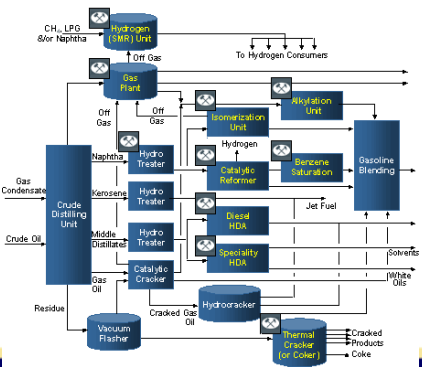 CH₄, LPG
&/or Naphtha
Hydrogen
(SMR) Unit
To Hydrogen Consumers
Off Gas
Gas
Plant
Off
Gas
Off
Gas
Isomerization
Unit
Alkylation
Unit
Hydrogen
Naphtha
Hydro
Treater
Catalytic
Reformer
Benzene
Saturation
Gasoline
Blending
Gas
Condensate
Crude
Distilling
Unit
Kerosene
Hydro
Treater
Jet Fuel
Diesel
HDA
Crude Oil
Middle
Distillates
Hydro
Treater
Speciality
HDA
Solvents
Gas
Oil
Catalytic
Cracker
White
Oils
Residue
Cracked Gas
Oil
Hydrocracker
Vacuum
Flasher
Thermal
Cracker
(or Coker)
Cracked
Products
Coke